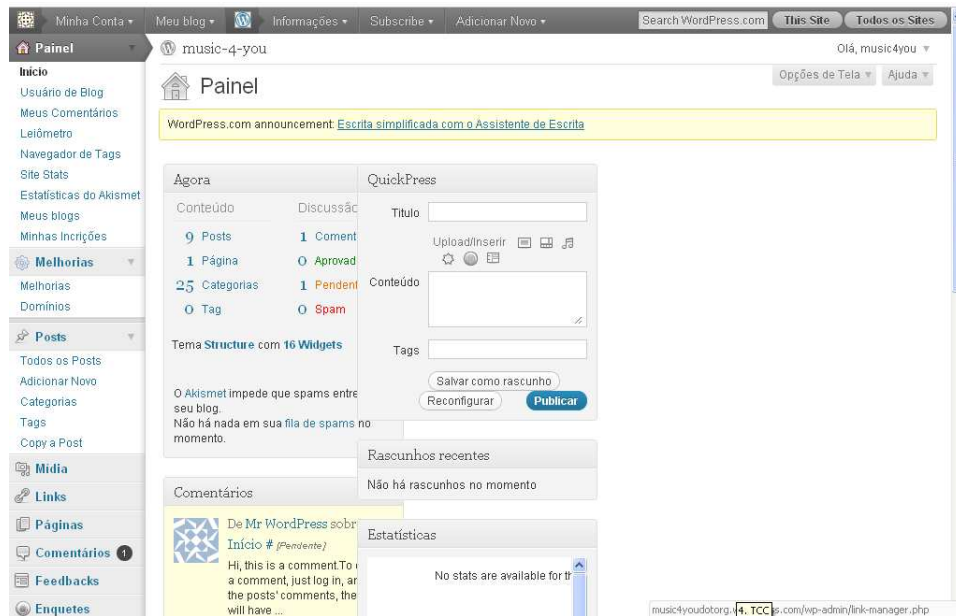 Minha Conta Meu blog Informações Subscribe Adicionar Novo Search WordPress.com This Site Todos os Sites
Painel
Início
Usuário de Blog
Meus Comentários
Leiômetro
Navegador de Tags
Site Stats
Estatísticas do Akismet
Meus blogs
Minhas Incrições
Melhorias
Melhorias
Domínios
Posts
Todos os Posts
Adicionar Novo
Categorias
Tags
Copy a Post
Mídia
Links
Páginas
Comentários 1
Feedbacks
Enquetes
music-4-you
Olá, music4you
Opções de Tela Ajuda
Painel
WordPress.com announcement: Escrita simplificada com o Assistente de Escrita
Agora
Conteúdo Discussão
9 Posts 1 Coment
1 Página 0 Aprovad
25 Categorias 1 Pendent
0 Tag 0 Spam
Tema Structure com 16 Widgets
O Akismet impede que spams entre
seu blog.
Não há nada em sua fila de spams no
momento.
Comentários
De Mr WordPress sobr
Início # [Pendente]
Hi, this is a comment.To
a comment, just log in, an
the posts' comments, the
will have ...
QuickPress
Título
Upload/Inserir
Conteúdo
Tags
Salvar como rascunho
Reconfigurar Publicar
Rascunhos recentes
Não há rascunhos no momento
Estatísticas
No stats are available for th
4. TCC
s.com/wp-admin/link-manager.php